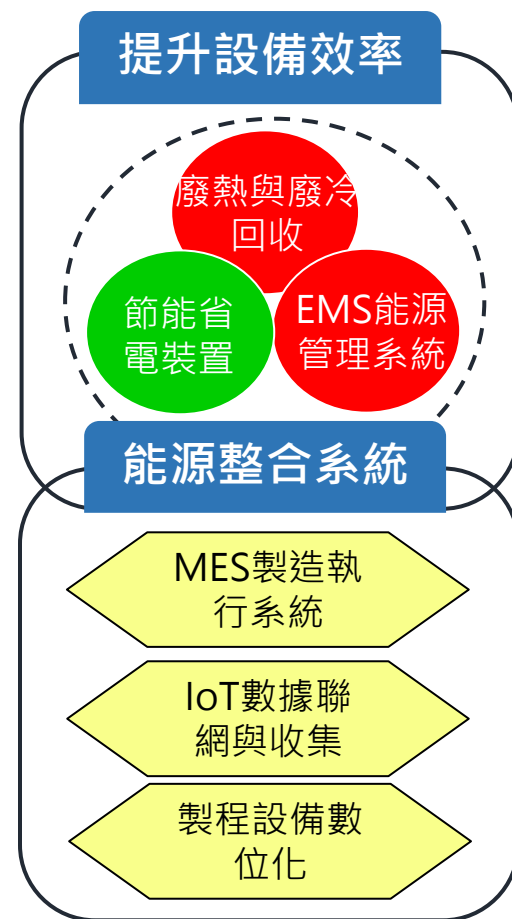 提升設備效率
廢熱與廢冷
回收
節能省
電裝置
EMS能源
管理系統
能源整合系統
MES製造執
行系統
IoT數據聯
網與收集
製程設備數
位化